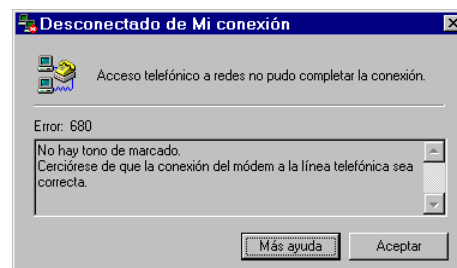 Desconectado de Mi conexión
Acceso telefónico a redes no pudo completar la conexión.
Error: 680
No hay tono de marcado.
Cerciórese de que la conexión del módem a la línea telefónica sea
correcta.
Más ayuda
Aceptar